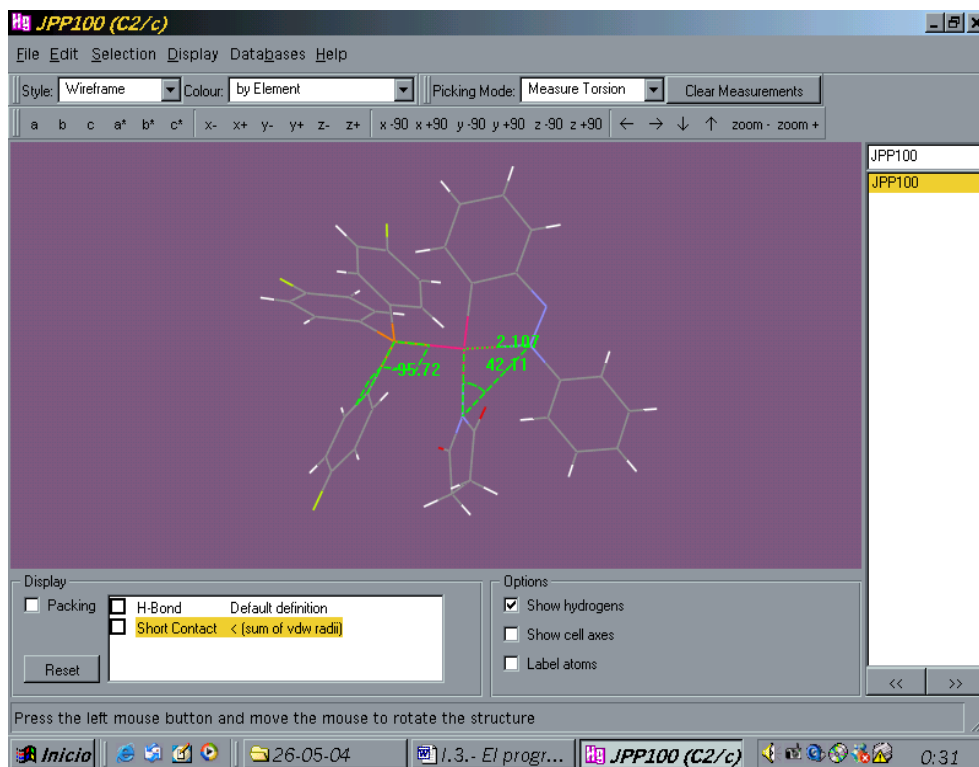 Hg JPP100 (C2/c)
File Edit Selection Display Databases Help
Style: Wireframe Colour: by Element Picking Mode: Measure Torsion Clear Measurements
a b c a* b* c* x- x+ y- y+ z- z+ x -90 x +90 y -90 y +90 z -90 z +90 ← → ↓ ↑ zoom - zoom +
JPP100
JPP100
2.107
-95.72
42.11
Display
Packing
H-Bond Default definition
Short Contact < (sum of vdw radii)
Reset
Options
Show hydrogens
Show cell axes
Label atoms
<< >>
Press the left mouse button and move the mouse to rotate the structure
Inicio 26-05-04 I.3.- El progr... Hg JPP100 (C2/c) 0:31